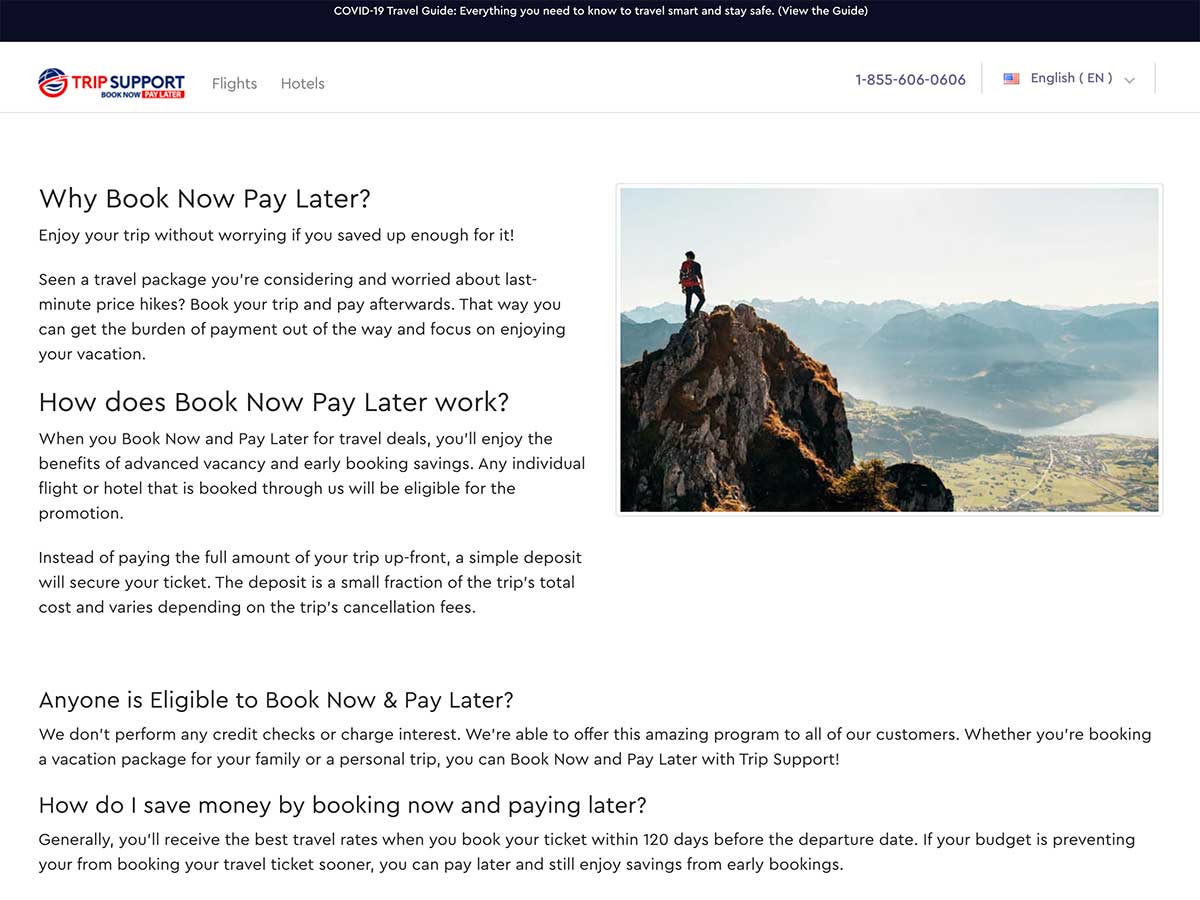 COVID-19 Travel Guide: Everything you need to know to travel smart and stay safe. (View the Guide)
TRIP SUPPORT
BOOK NOW PAY LATER
Flights
Hotels
1-855-606-0606
English ( EN )
Why Book Now Pay Later?
Enjoy your trip without worrying if you saved up enough for it!
Seen a travel package you're considering and worried about last-
minute price hikes? Book your trip and pay afterwards. That way you
can get the burden of payment out of the way and focus on enjoying
your vacation.
How does Book Now Pay Later work?
When you Book Now and Pay Later for travel deals, you'll enjoy the
benefits of advanced vacancy and early booking savings. Any individual
flight or hotel that is booked through us will be eligible for the
promotion.
Instead of paying the full amount of your trip up-front, a simple deposit
will secure your ticket. The deposit is a small fraction of the trip's total
cost and varies depending on the trip's cancellation fees.
Anyone is Eligible to Book Now & Pay Later?
We don't perform any credit checks or charge interest. We're able to offer this amazing program to all of our customers. Whether you're booking
a vacation package for your family or a personal trip, you can Book Now and Pay Later with Trip Support!
How do I save money by booking now and paying later?
Generally, you'll receive the best travel rates when you book your ticket within 120 days before the departure date. If your budget is preventing
your from booking your travel ticket sooner, you can pay later and still enjoy savings from early bookings.